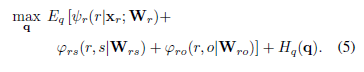 max_q E_q [ψ_r(r|x_r; W_r)+
φ_rs(r, s|W_rs) + φ_ro(r, o|W_ro)] + H_q(q).   (5)